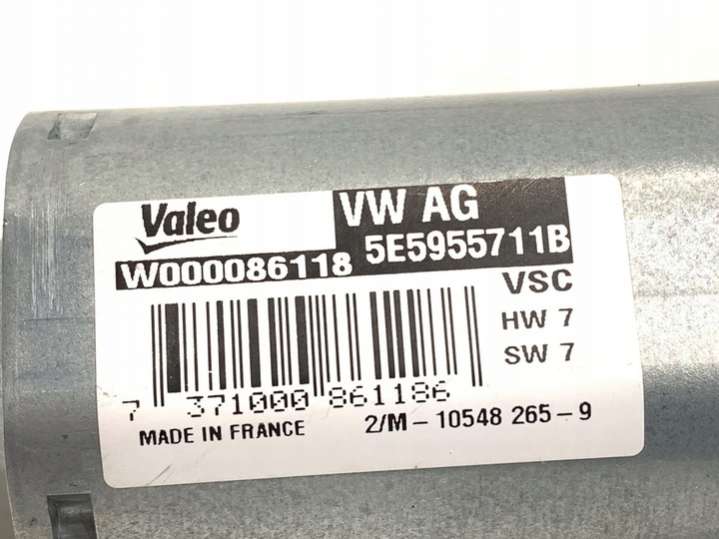 Valeo
VW AG
W000086118
5E5955711B
VSC
HW 7
SW 7
7 371000 861186
MADE IN FRANCE
2/M-10548 265-9